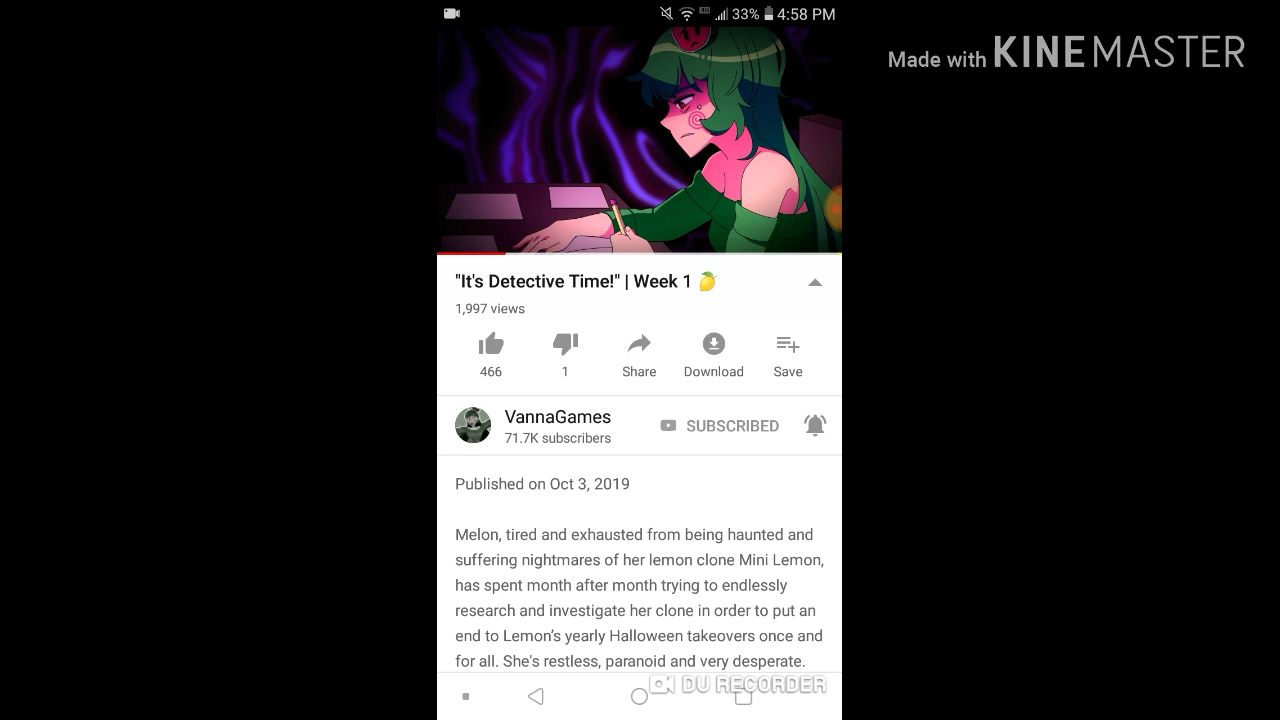 33% 4:58 PM
Made with KINEMASTER
"It's Detective Time!" | Week 1 🍋
1,997 views
466
1
Share
Download
Save
VannaGames
71.7K subscribers
SUBSCRIBED
Published on Oct 3, 2019
Melon, tired and exhausted from being haunted and
suffering nightmares of her lemon clone Mini Lemon,
has spent month after month trying to endlessly
research and investigate her clone in order to put an
end to Lemon’s yearly Halloween takeovers once and
for all. She's restless, paranoid and very desperate.
DU RECORDER